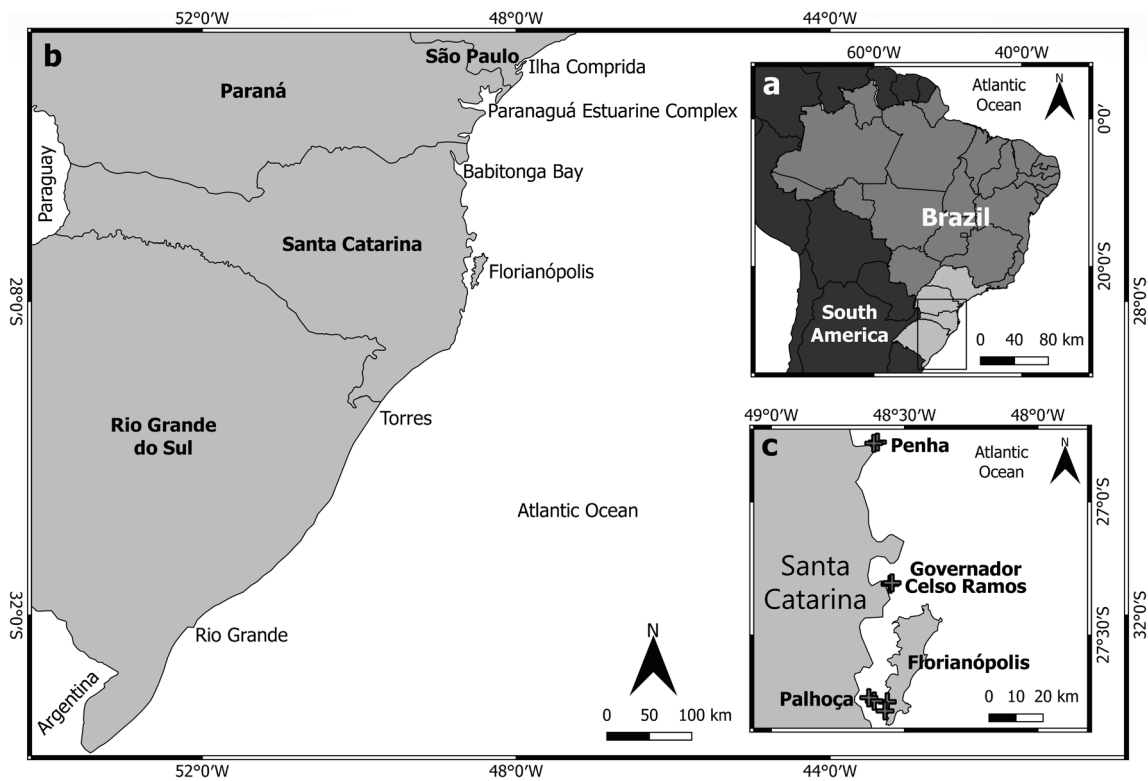 52°0'W
48°0'W
44°0'W
b
São Paulo
Ilha Comprida
Paraná
Paranaguá Estuarine Complex
Paraguay
Babitonga Bay
Santa Catarina
Florianópolis
28°0'S
Torres
Rio Grande
do Sul
Atlantic Ocean
32°0'S
Rio Grande
Argentina
N
0 50 100 km
52°0'W
48°0'W
44°0'W
28°0'S
32°0'S
60°0'W
40°0'W
a
Atlantic
Ocean
N
0°0'
Brazil
20°0'S
South
America
0 40 80 km
49°0'W
48°30'W
48°0'W
c
Penha
Atlantic
Ocean
N
27°0'S
Santa
Catarina
Governador
Celso Ramos
27°30'S
Florianópolis
Palhoça
0 10 20 km